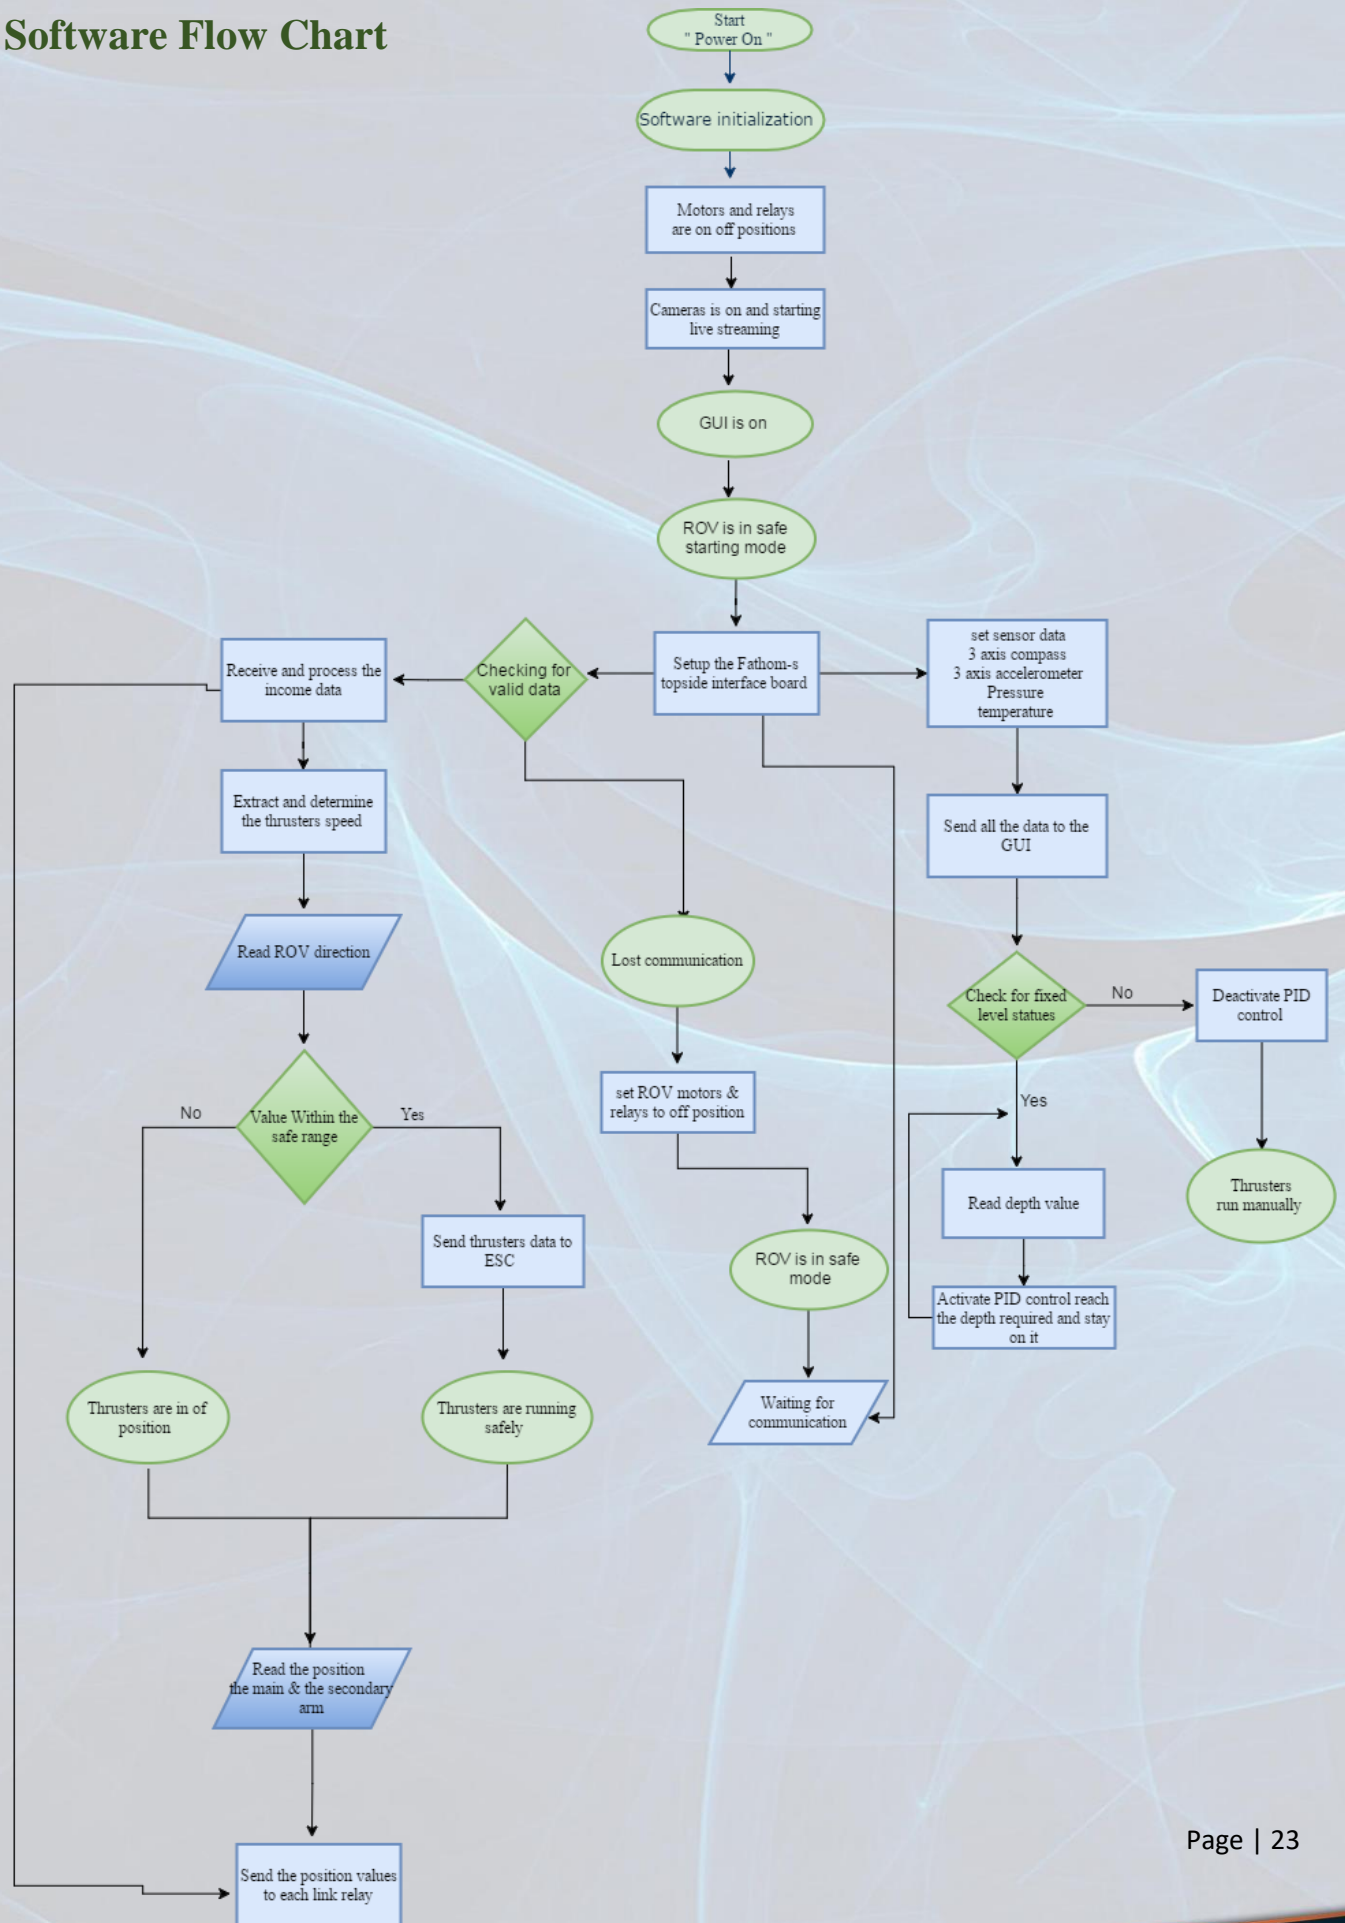 Software Flow Chart
Start
" Power On "
Software initialization
Motors and relays
are on off positions
Cameras is on and starting
live streaming
GUI is on
ROV is in safe
starting mode
Setup the Fathom-s
topside interface board
Checking for
valid data
Receive and process the
income data
set sensor data
3 axis compass
3 axis accelerometer
Pressure
temperature
Extract and determine
the thrusters speed
Send all the data to the
GUI
Read ROV direction
Lost communication
Check for fixed
level statues
No
Deactivate PID
control
Yes
Value Within the
safe range
No
Yes
set ROV motors &
relays to off position
Read depth value
Thrusters
run manually
Send thrusters data to
ESC
ROV is in safe
mode
Activate PID control reach
the depth required and stay
on it
Thrusters are in of
position
Thrusters are running
safely
Waiting for
communication
Read the position
the main & the secondary
arm
Send the position values
to each link relay
Page | 23